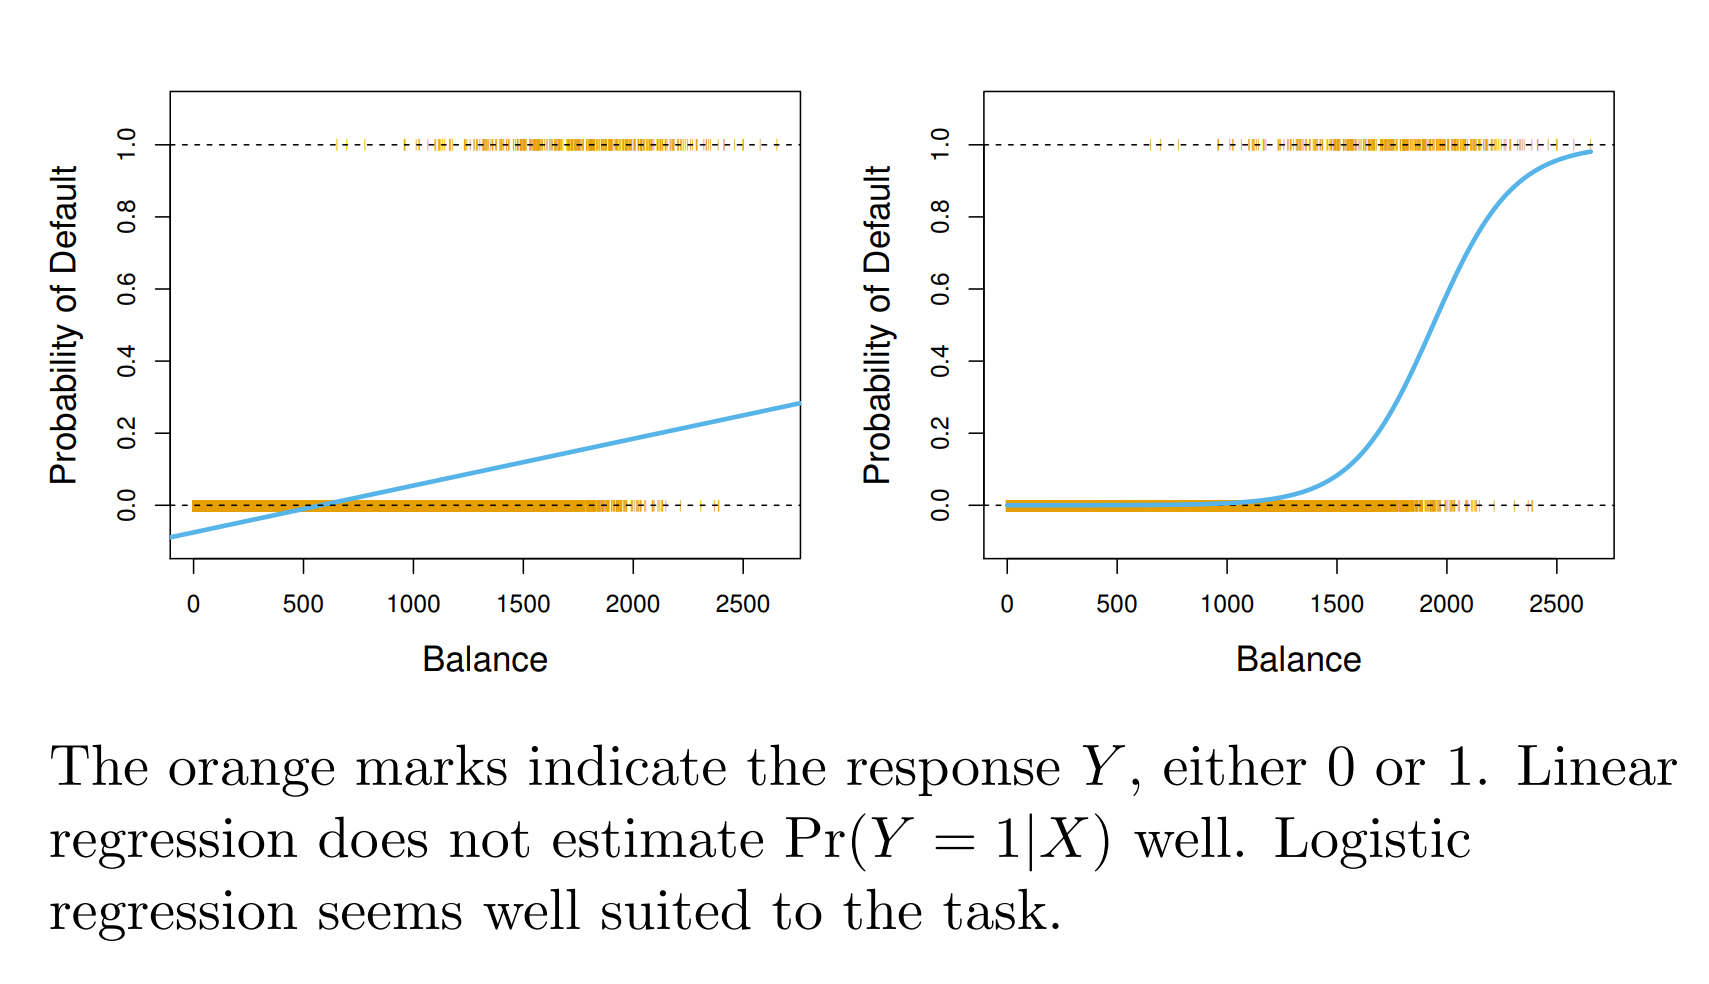 Probability of Default
0.0 0.2 0.4 0.6 0.8 1.0
0 500 1000 1500 2000 2500
Balance
Probability of Default
0.0 0.2 0.4 0.6 0.8 1.0
0 500 1000 1500 2000 2500
Balance
The orange marks indicate the response Y, either 0 or 1. Linear
regression does not estimate Pr(Y = 1|X) well. Logistic
regression seems well suited to the task.